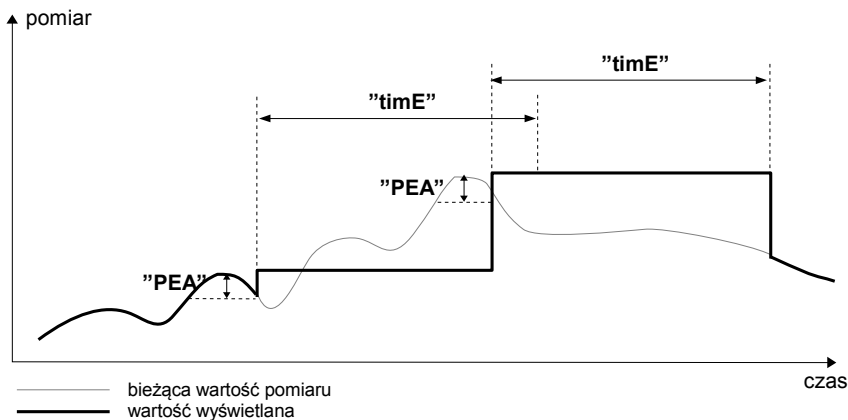 pomiar
”timE”
”timE”
”PEA”
”PEA”
czas
bieżąca wartość pomiaru
wartość wyświetlana